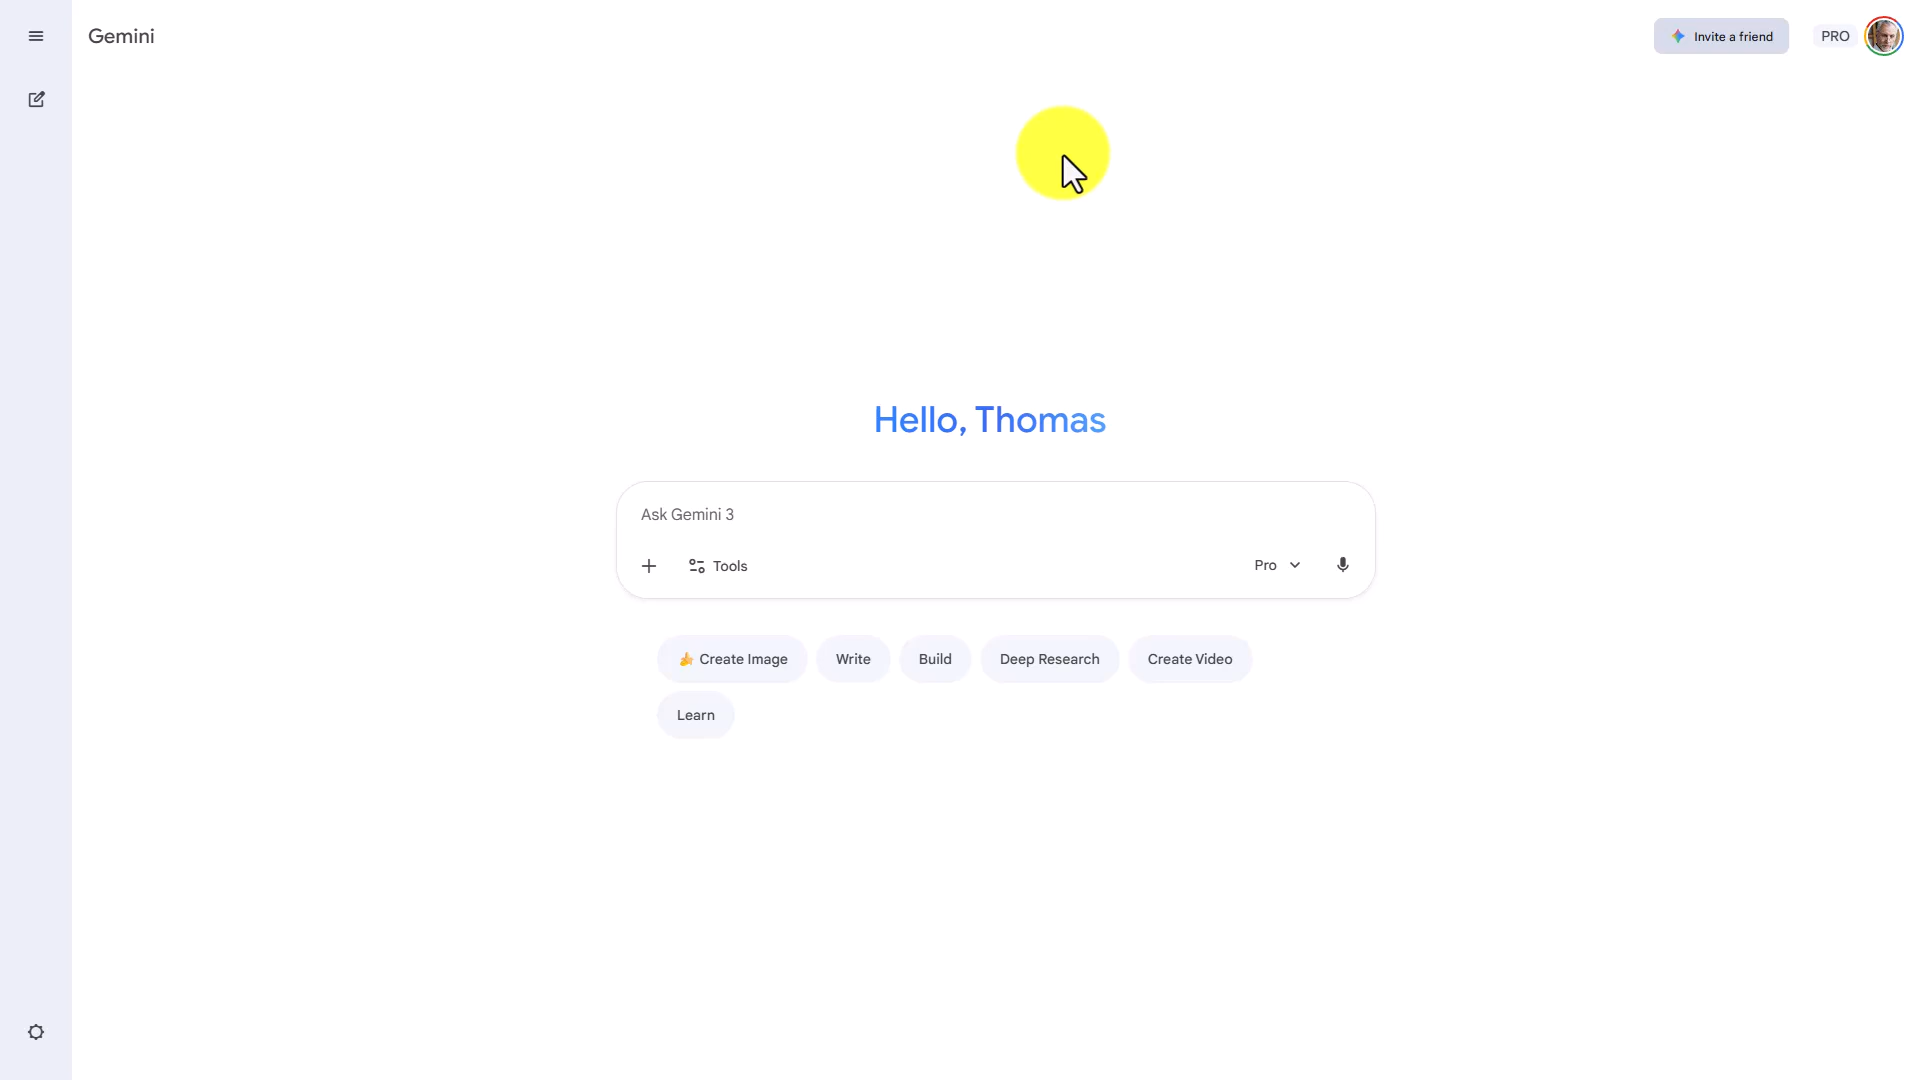 Gemini
Invite a friend
PRO
Hello, Thomas
Ask Gemini 3
Tools
Pro
Create Image
Write
Build
Deep Research
Create Video
Learn